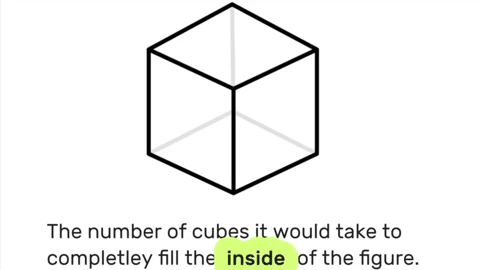 The number of cubes it would take to
completley fill the inside of the figure.